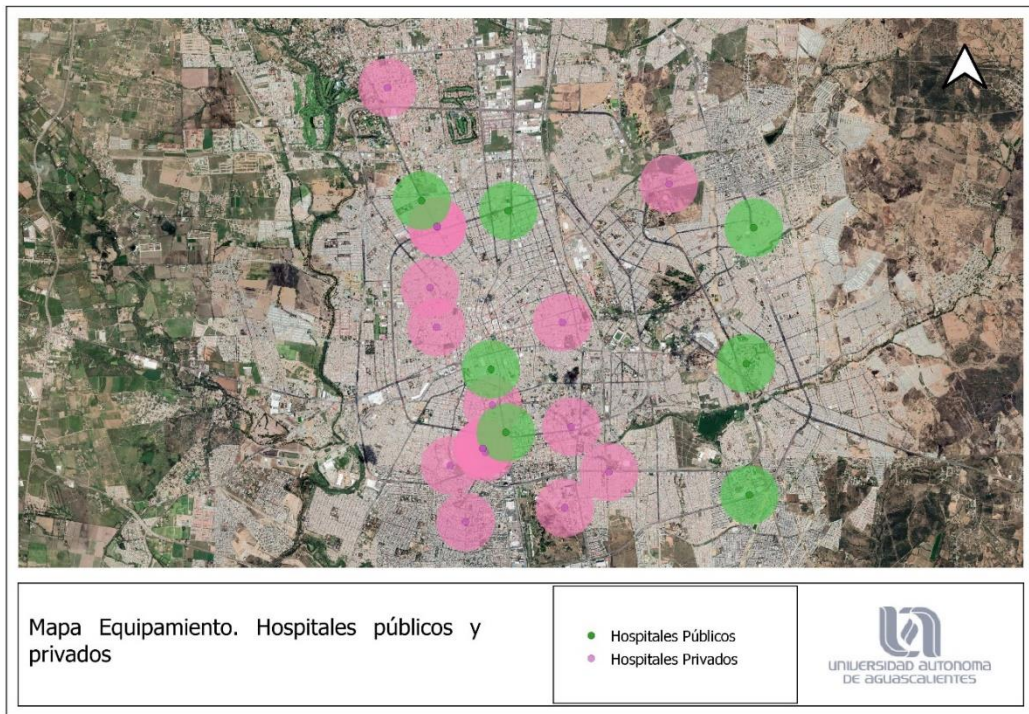 Mapa Equipamiento. Hospitales públicos y
privados
Hospitales Públicos
Hospitales Privados
UNIVERSIDAD AUTONOMA
DE AGUASCALIENTES